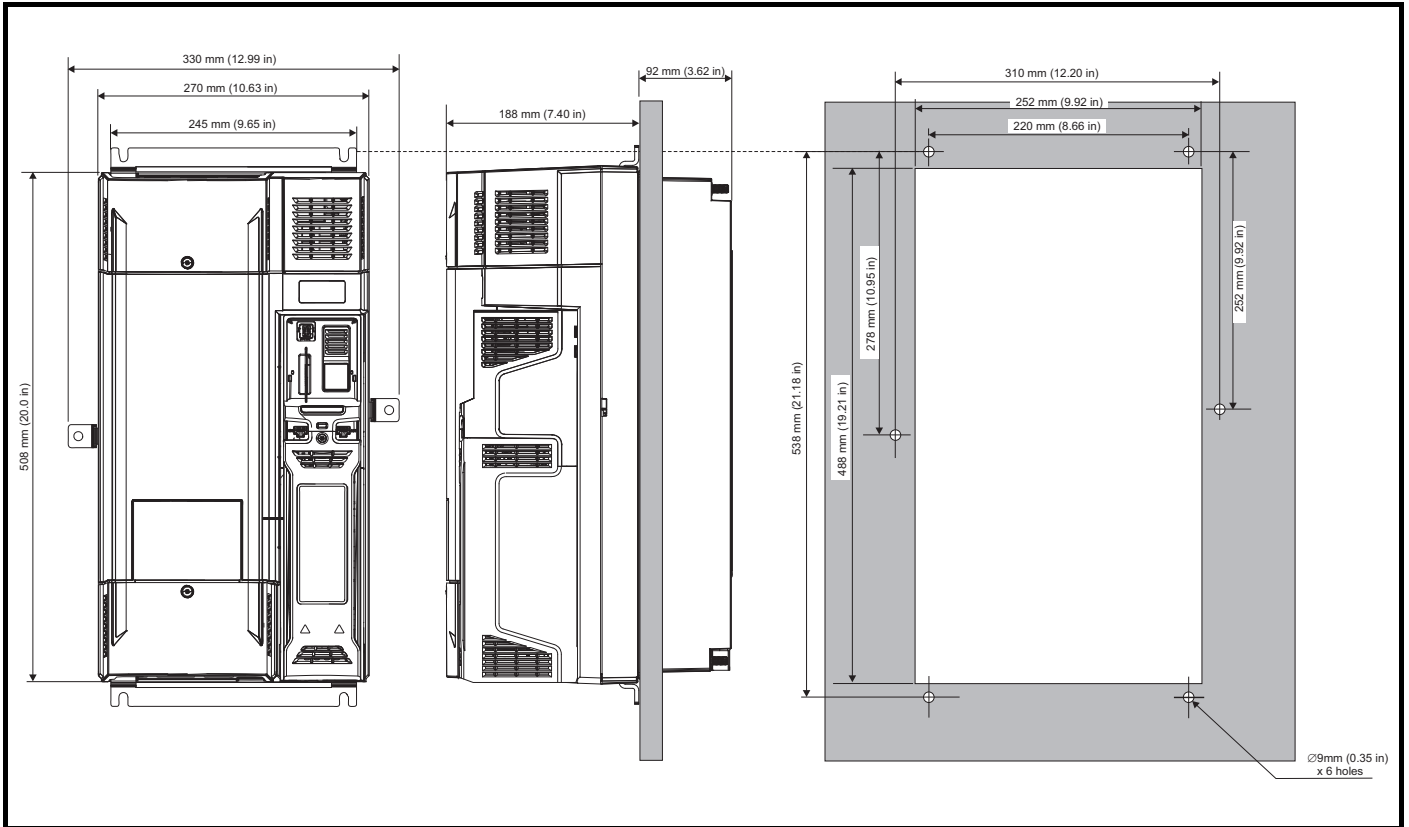 330 mm (12.99 in)
270 mm (10.63 in)
245 mm (9.65 in)
508 mm (20.0 in)
92 mm (3.62 in)
188 mm (7.40 in)
310 mm (12.20 in)
252 mm (9.92 in)
220 mm (8.66 in)
278 mm (10.95 in)
252 mm (9.92 in)
538 mm (21.18 in)
488 mm (19.21 in)
∅9mm (0.35 in)
x 6 holes